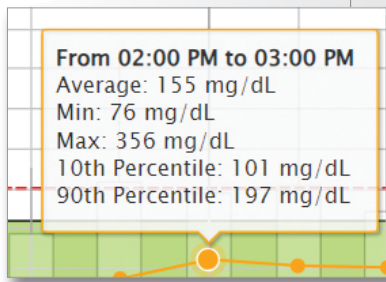 From 02:00 PM to 03:00 PM
Average: 155 mg/dL
Min: 76 mg/dL
Max: 356 mg/dL
10th Percentile: 101 mg/dL
90th Percentile: 197 mg/dL